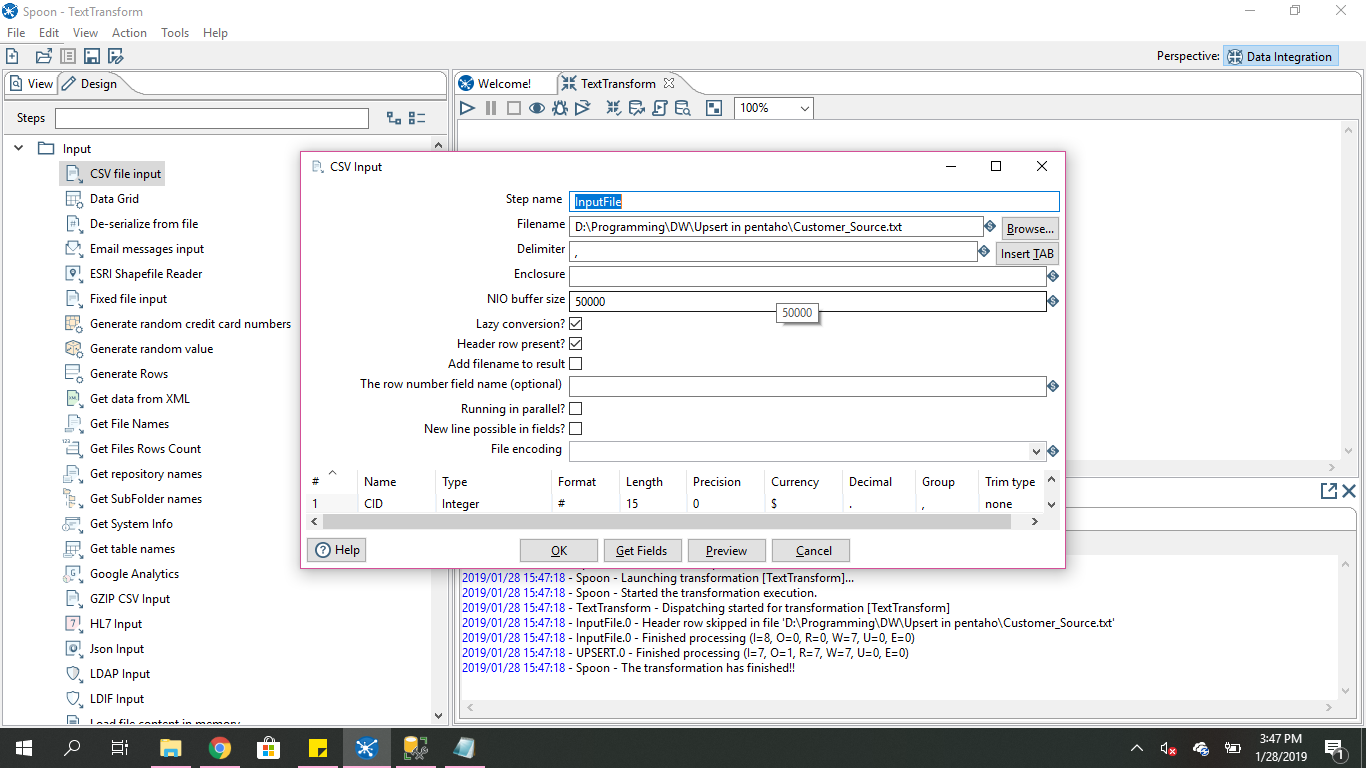 Spoon - TextTransform
File Edit View Action Tools Help
Perspective: Data Integration
View Design
Welcome! TextTransform
Steps
100%
Input
CSV file input
Data Grid
De-serialize from file
Email messages input
ESRI Shapefile Reader
Fixed file input
Generate random credit card numbers
Generate random value
Generate Rows
Get data from XML
Get File Names
Get Files Rows Count
Get repository names
Get SubFolder names
Get System Info
Get table names
Google Analytics
GZIP CSV Input
HL7 Input
Json Input
LDAP Input
LDIF Input
Load file content in memory
CSV Input
Step name InputFile
Filename D:\Programming\DW\Upsert in pentaho\Customer_Source.txt Browse...
Delimiter , Insert TAB
Enclosure
NIO buffer size 50000
50000
Lazy conversion?
Header row present?
Add filename to result
The row number field name (optional)
Running in parallel?
New line possible in fields?
File encoding
# Name Type Format Length Precision Currency Decimal Group Trim type
1 CID Integer # 15 0 $ . , none
Help OK Get Fields Preview Cancel
2019/01/28 15:47:18 - Spoon - Launching transformation [TextTransform]...
2019/01/28 15:47:18 - Spoon - Started the transformation execution.
2019/01/28 15:47:18 - TextTransform - Dispatching started for transformation [TextTransform]
2019/01/28 15:47:18 - InputFile.0 - Header row skipped in file 'D:\Programming\DW\Upsert in pentaho\Customer_Source.txt'
2019/01/28 15:47:18 - InputFile.0 - Finished processing (I=8, O=0, R=0, W=7, U=0, E=0)
2019/01/28 15:47:18 - UPSERT.0 - Finished processing (I=7, O=1, R=7, W=7, U=0, E=0)
2019/01/28 15:47:18 - Spoon - The transformation has finished!!
3:47 PM
1/28/2019
1